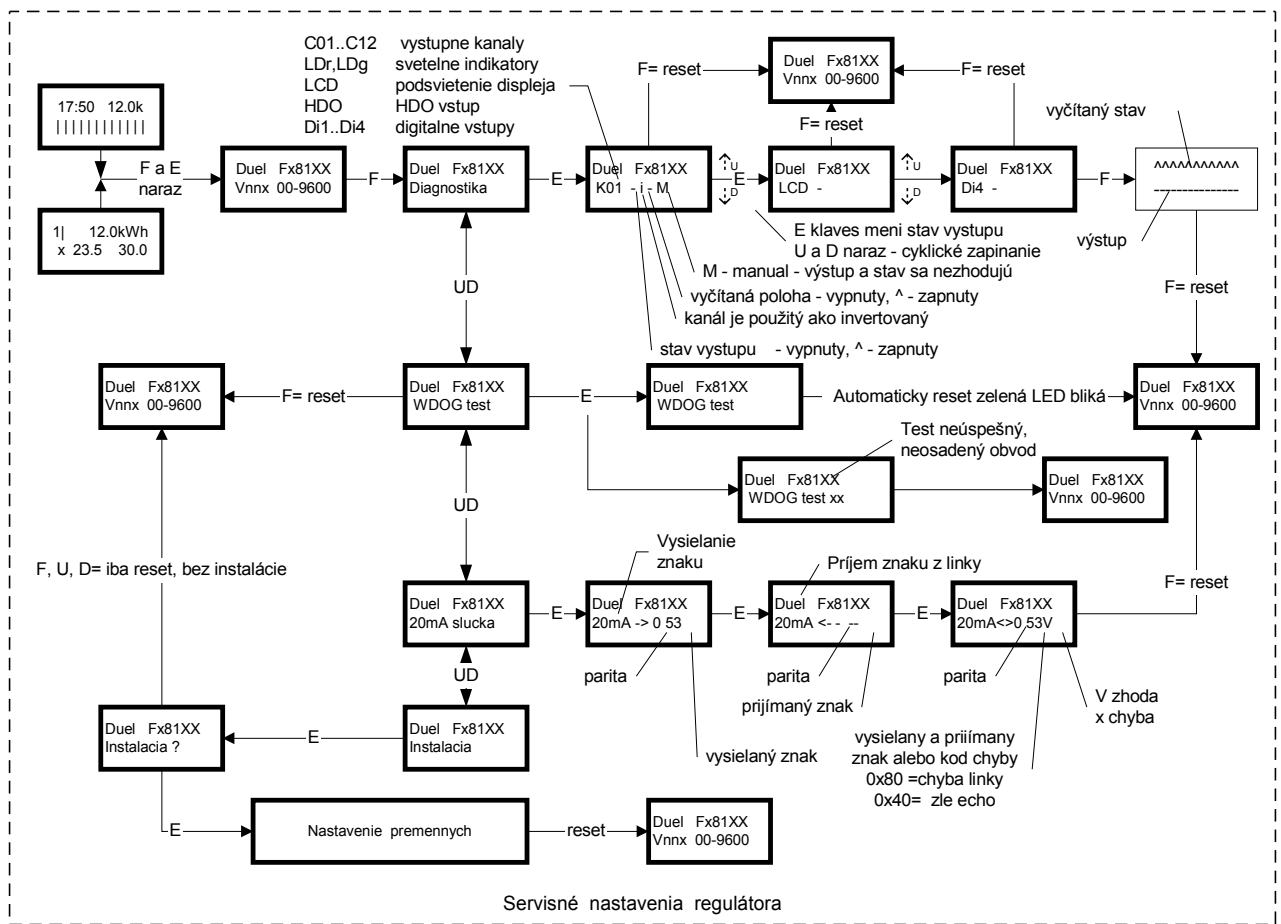 C01..C12 vystupne kanaly
LDr,LDg svetelne indikatory
LCD podsvietenie displeja
HDO HDO vstup
Di1..Di4 digitalne vstupy
17:50 12.0k
||||||||||||
F a E
naraz
1| 12.0kWh
x 23.5 30.0
Duel Fx81XX
Vnnx 00-9600
F
Duel Fx81XX
Diagnostika
E
Duel Fx81XX
K01 - i - M
F= reset
Duel Fx81XX
Vnnx 00-9600
F= reset
F= reset
U
E
D
Duel Fx81XX
LCD -
U
D
Duel Fx81XX
Di4 -
F
vyčítaný stav
^^^^^^^^^^^
---------------
výstup
E klaves meni stav vystupu
U a D naraz - cyklické zapinanie
M - manual - výstup a stav sa nezhodujú
vyčítaná poloha - vypnuty, ^ - zapnuty
kanál je použitý ako invertovaný
stav vystupu - vypnuty, ^ - zapnuty
UD
F= reset
Duel Fx81XX
Vnnx 00-9600
F= reset
Duel Fx81XX
WDOG test
E
Duel Fx81XX
WDOG test
Automaticky reset zelená LED bliká
Duel Fx81XX
Vnnx 00-9600
Test neúspešný,
neosadený obvod
Duel Fx81XX
WDOG test xx
Duel Fx81XX
Vnnx 00-9600
UD
F, U, D= iba reset, bez instalácie
Vysielanie
znaku
Príjem znaku z linky
F= reset
Duel Fx81XX
20mA slucka
E
Duel Fx81XX
20mA -> 0 53
E
Duel Fx81XX
20mA <- - --
E
Duel Fx81XX
20mA<>0 53V
parita
vysielaný znak
parita
prijímaný znak
parita
V zhoda
x chyba
vysielany a priiímany
znak alebo kod chyby
0x80 =chyba linky
0x40= zle echo
UD
Duel Fx81XX
Instalacia ?
E
Duel Fx81XX
Instalacia
E
Nastavenie premennych
reset
Duel Fx81XX
Vnnx 00-9600
Servisné nastavenia regulátora